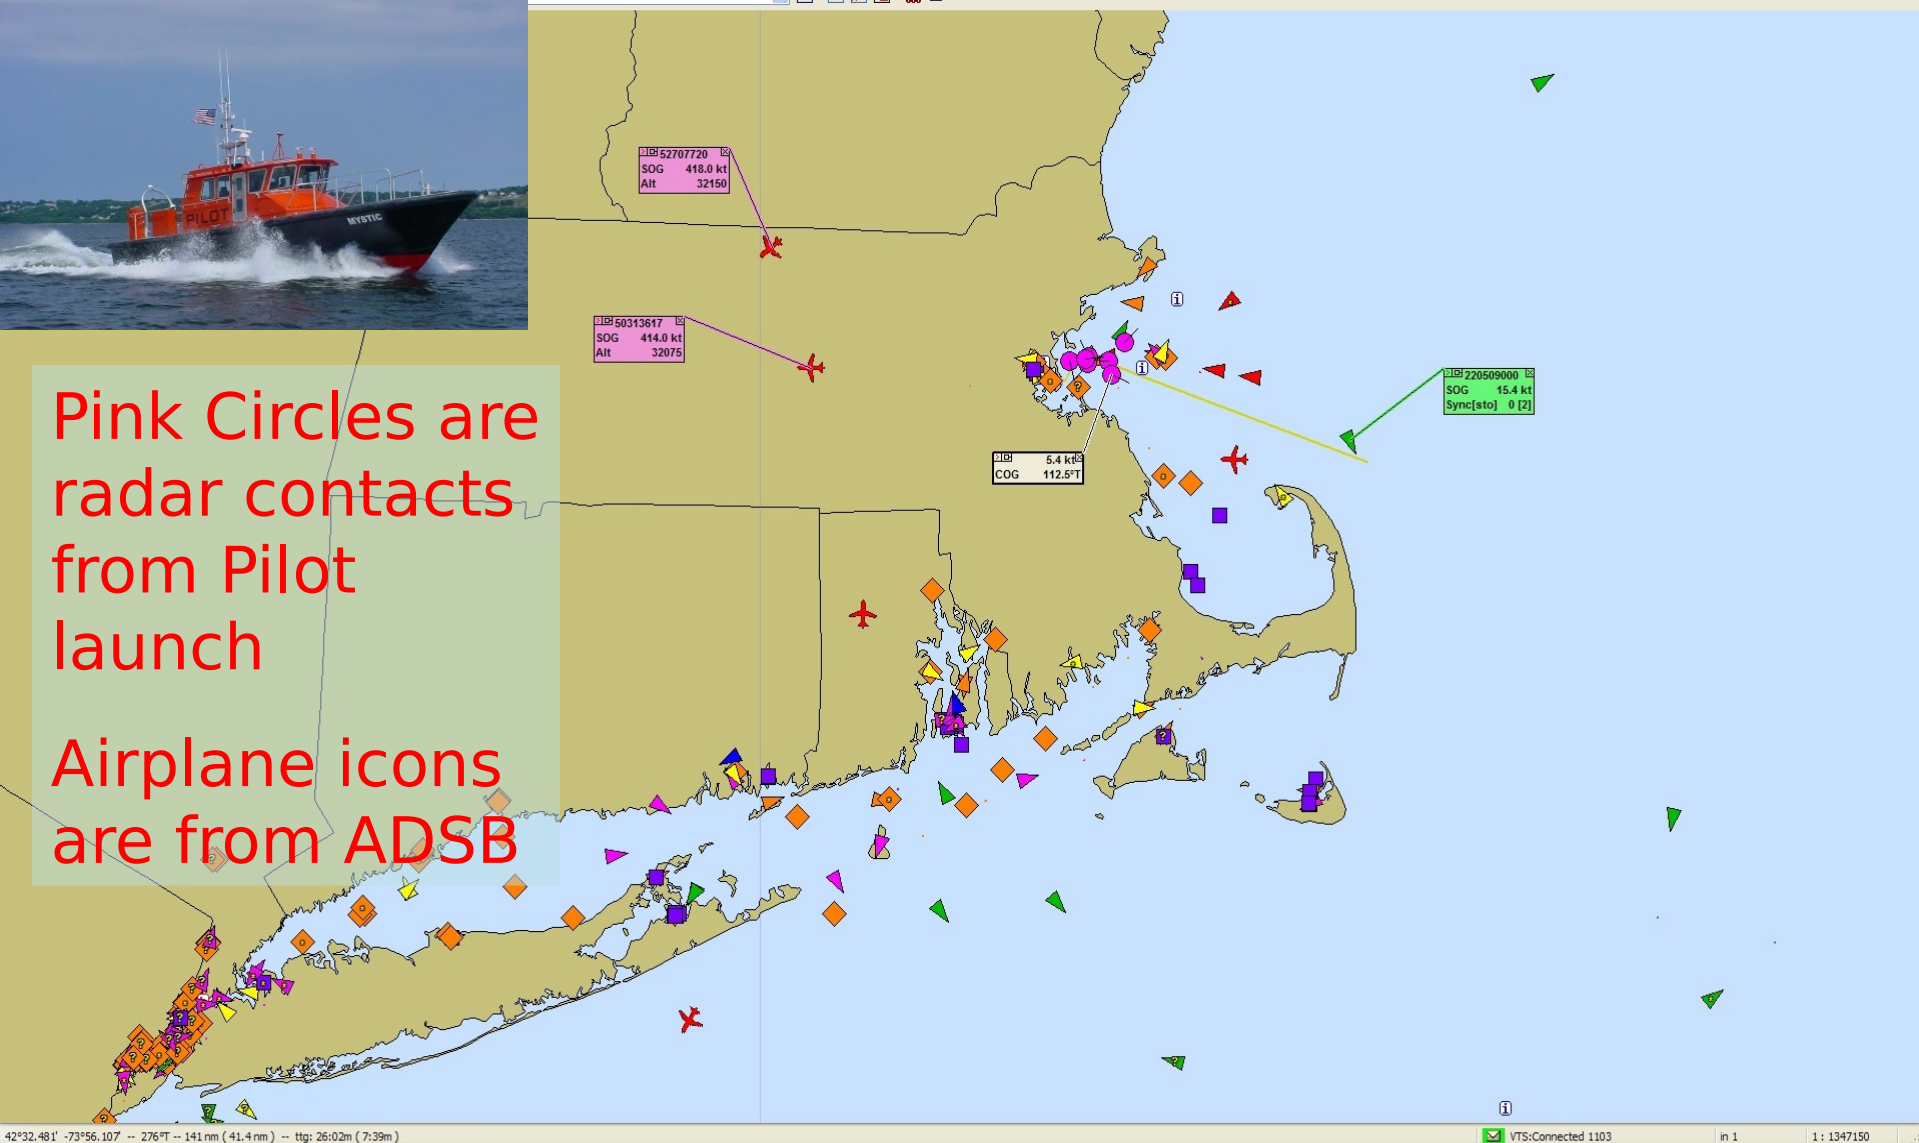 PILOT
MYSTIC
52707720
SOG 418.0 kt
Alt 32150
50313617
SOG 414.0 kt
Alt 32075
220509000
SOG 15.4 kt
Sync[sto] 0 [2]
5.4 kt
COG 112.5°T
Pink Circles are
radar contacts
from Pilot
launch
Airplane icons
are from ADSB
42°32.481' -73°56.107' -- 276°T -- 141 nm ( 41.4 nm ) -- ttg: 26:02m ( 7:39m )
VTS:Connected 1103
in 1
1 : 1347150